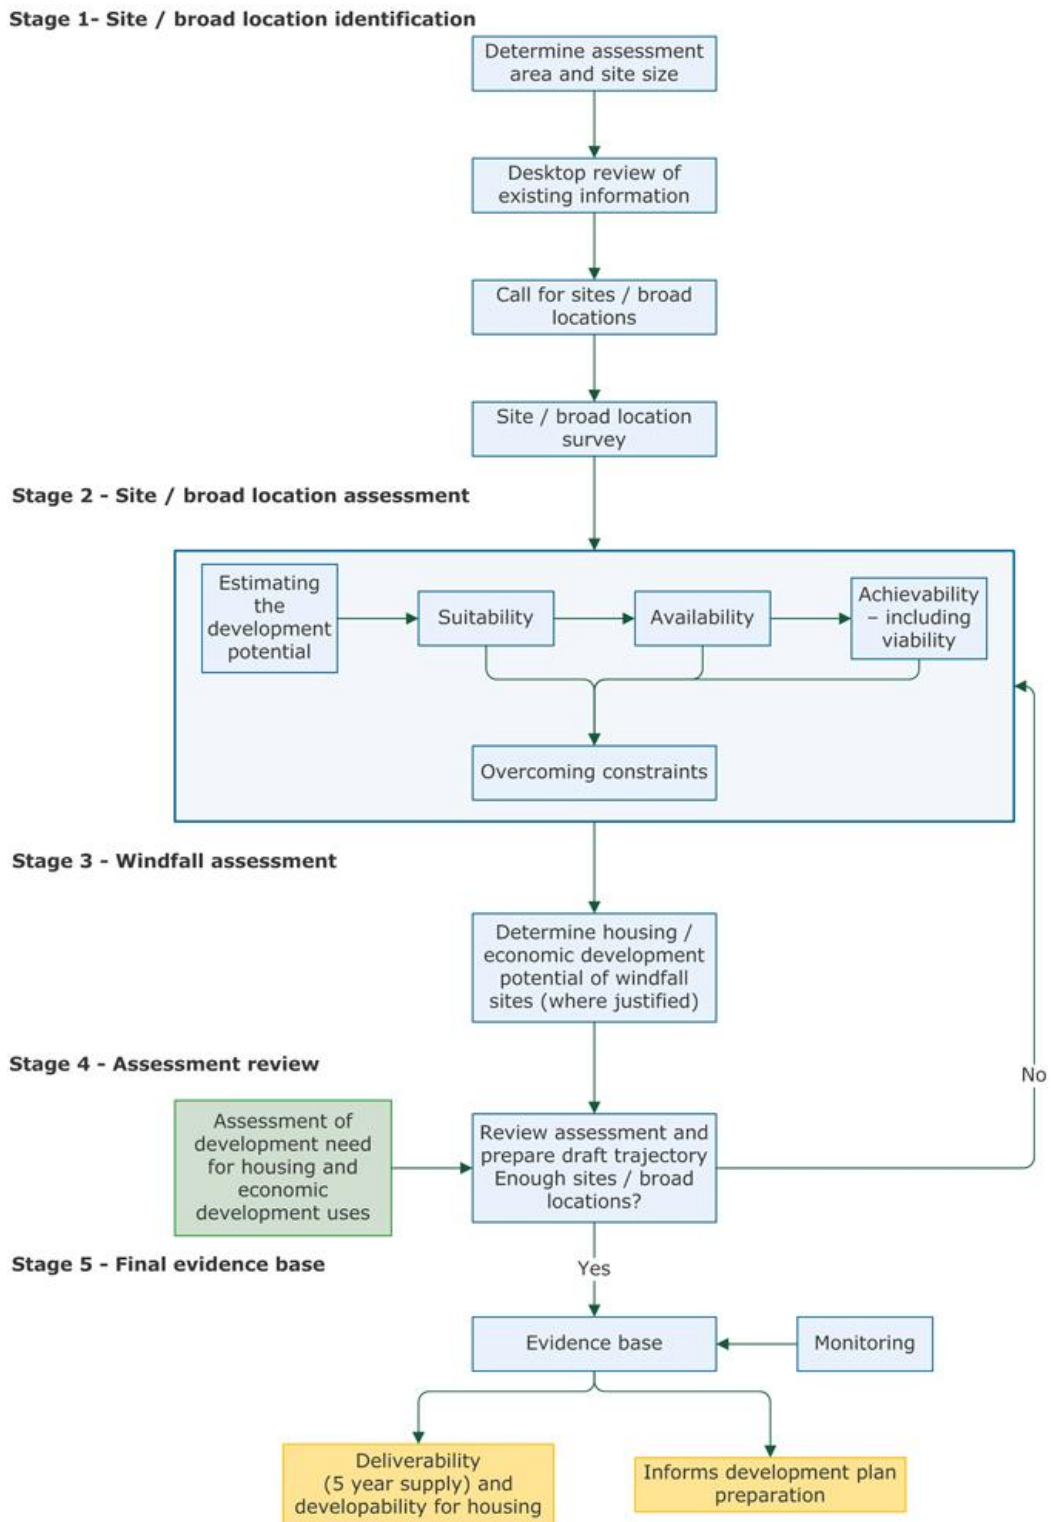 Stage 1- Site / broad location identification
Determine assessment
area and site size
Desktop review of
existing information
Call for sites / broad
locations
Site / broad location
survey
Stage 2 - Site / broad location assessment
Estimating
the
development
potential
Suitability
Availability
Achievability
– including
viability
Overcoming constraints
Stage 3 - Windfall assessment
Determine housing /
economic development
potential of windfall
sites (where justified)
Stage 4 - Assessment review
Assessment of
development need
for housing and
economic
development uses
Review assessment and
prepare draft trajectory
Enough sites / broad
locations?
No
Stage 5 - Final evidence base
Yes
Evidence base
Monitoring
Deliverability
(5 year supply) and
developability for housing
Informs development plan
preparation